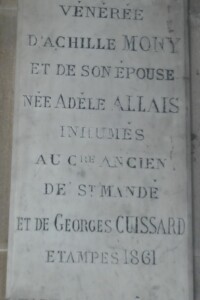 VÉNÉRÉE
D'ACHILLE MONY
ET DE SON ÉPOUSE
NÉE ADÈLE ALLAIS
INHUMÉS
AU CRE ANCIEN
DE ST MANDÉ
ET DE GEORGES CUISSARD
ETAMPES 1861